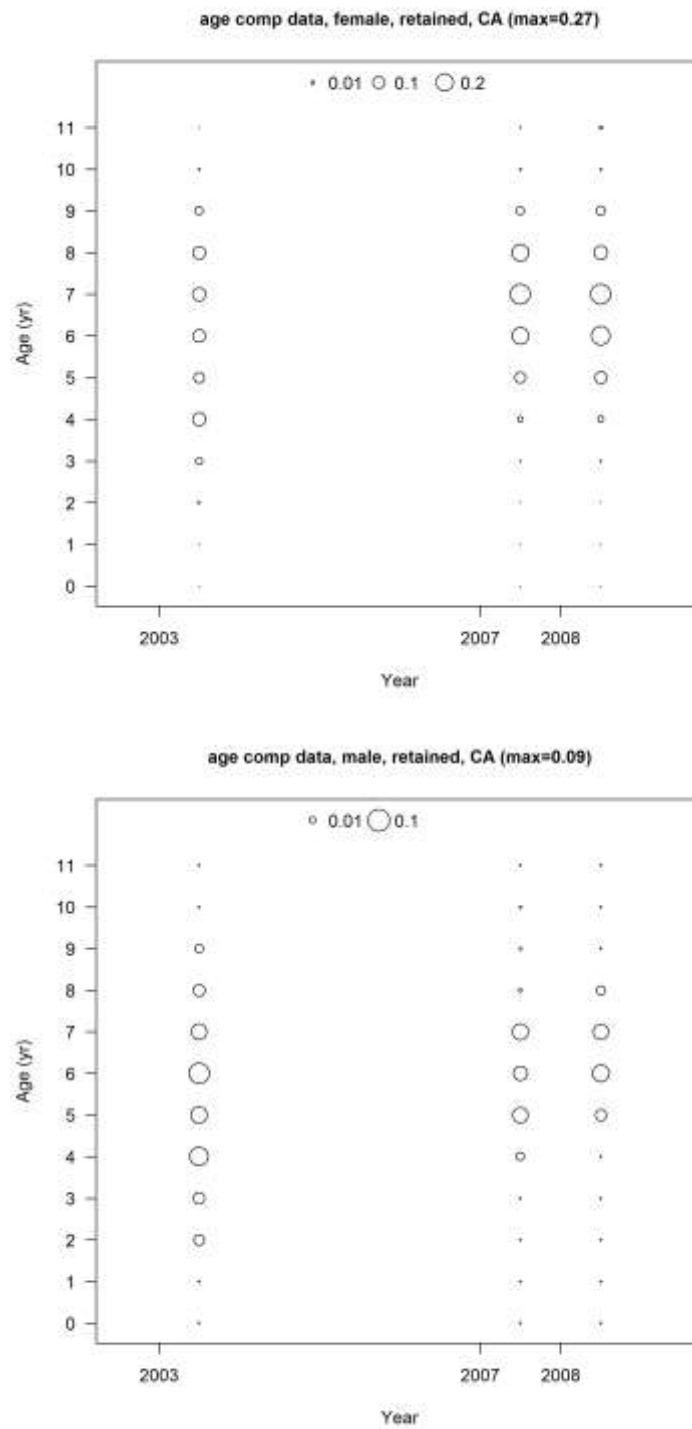 age comp data, female, retained, CA (max=0.27)
0.01 0.1 0.2
11
10
9
8
7
6
5
4
3
2
1
0
Age (yr)
2003 2007 2008
Year
age comp data, male, retained, CA (max=0.09)
0.01 0.1
11
10
9
8
7
6
5
4
3
2
1
0
Age (yr)
2003 2007 2008
Year